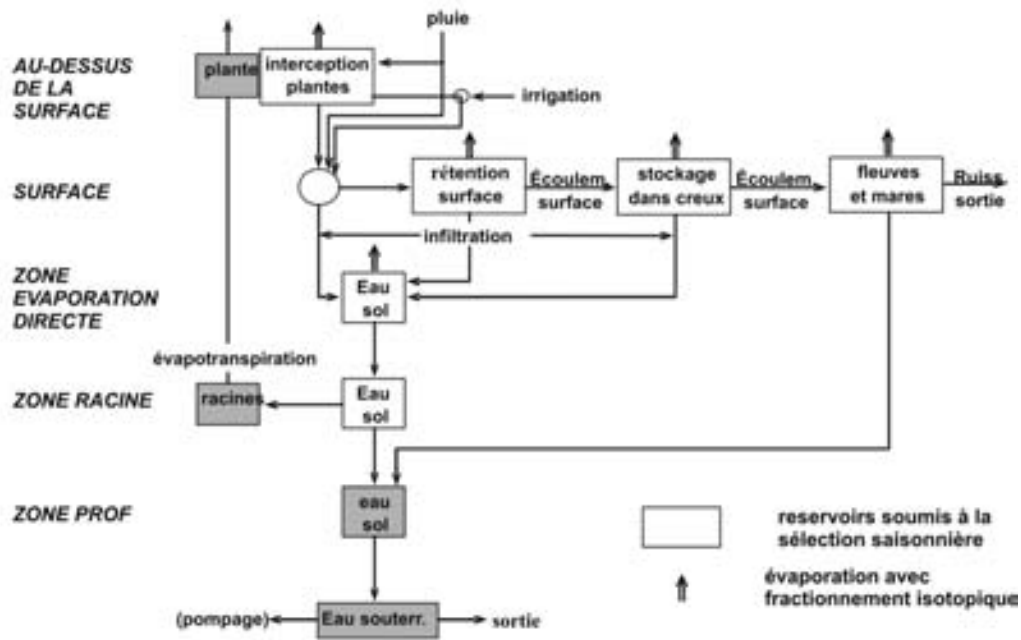 pluie
AU-DESSUS
DE LA
SURFACE
plante
interception
plantes
irrigation
SURFACE
rétention
surface
Écoulem
surface
stockage
dans creux
Écoulem
surface
fleuves
et mares
Ruiss
sortie
infiltration
ZONE
EVAPORATION
DIRECTE
Eau
sol
évapotranspiration
ZONE RACINE
racines
Eau
sol
ZONE PROF
eau
sol
reservoirs soumis à la
sélection saisonnière
évaporation avec
fractionnement isotopique
(pompage)
Eau souterr.
sortie